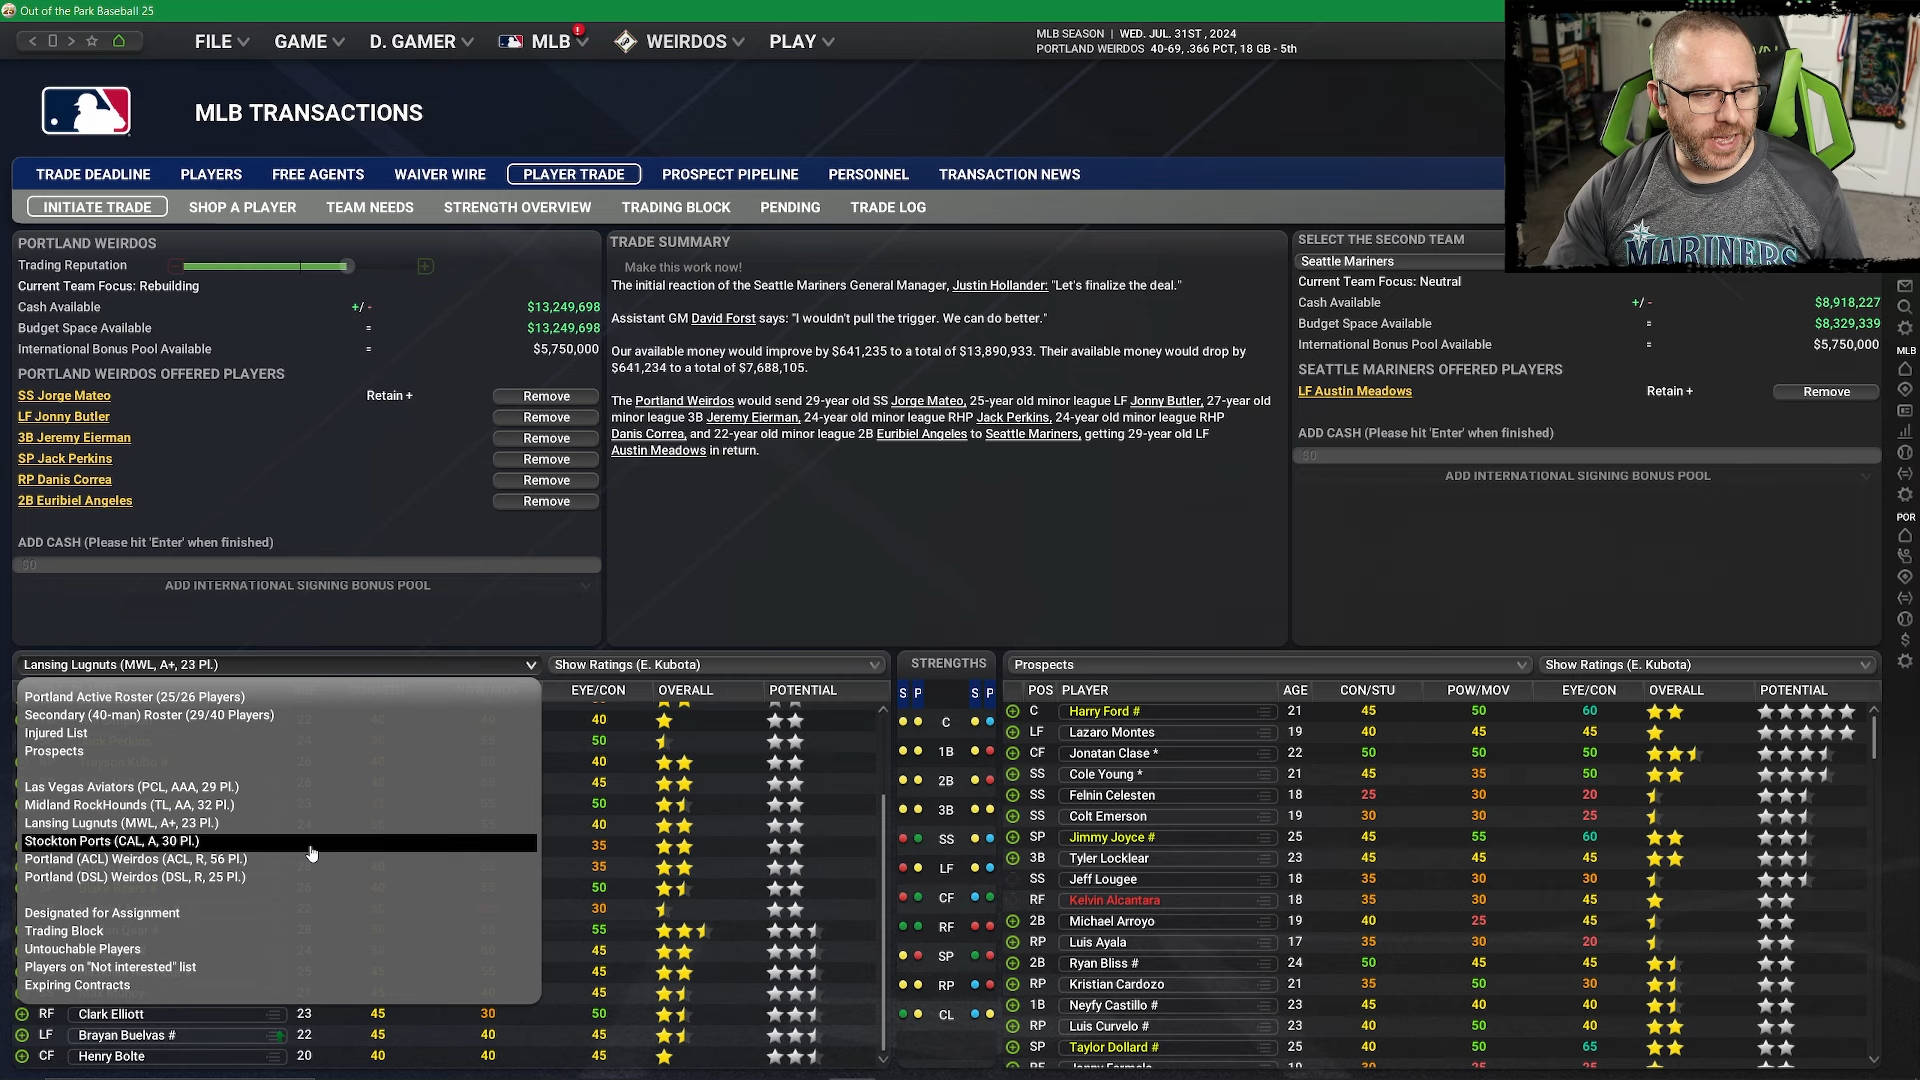 Out of the Park Baseball 25
FILE GAME D. GAMER MLB WEIRDOS PLAY
MLB SEASON | WED. JUL. 31ST , 2024
PORTLAND WEIRDOS 40-69, .366 PCT, 18 GB - 5th
MLB TRANSACTIONS
TRADE DEADLINE PLAYERS FREE AGENTS WAIVER WIRE PLAYER TRADE PROSPECT PIPELINE PERSONNEL TRANSACTION NEWS
INITIATE TRADE SHOP A PLAYER TEAM NEEDS STRENGTH OVERVIEW TRADING BLOCK PENDING TRADE LOG
PORTLAND WEIRDOS
Trading Reputation
Current Team Focus: Rebuilding
Cash Available +/- $13,249,698
Budget Space Available = $13,249,698
International Bonus Pool Available = $5,750,000
PORTLAND WEIRDOS OFFERED PLAYERS
SS Jorge Mateo Retain + Remove
LF Jonny Butler Remove
3B Jeremy Eierman Remove
SP Jack Perkins Remove
RP Danis Correa Remove
2B Euribiel Angeles Remove
ADD CASH (Please hit 'Enter' when finished)
$0
ADD INTERNATIONAL SIGNING BONUS POOL
TRADE SUMMARY
Make this work now!
The initial reaction of the Seattle Mariners General Manager, Justin Hollander: "Let's finalize the deal."
Assistant GM David Forst says: "I wouldn't pull the trigger. We can do better."
Our available money would improve by $641,235 to a total of $13,890,933. Their available money would drop by
$641,234 to a total of $7,688,105.
The Portland Weirdos would send 29-year old SS Jorge Mateo, 25-year old minor league LF Jonny Butler, 27-year old
minor league 3B Jeremy Eierman, 24-year old minor league RHP Jack Perkins, 24-year old minor league RHP
Danis Correa, and 22-year old minor league 2B Euribiel Angeles to Seattle Mariners, getting 29-year old LF
Austin Meadows in return.
SELECT THE SECOND TEAM
Seattle Mariners
Current Team Focus: Neutral
Cash Available +/- $8,918,227
Budget Space Available = $8,329,339
International Bonus Pool Available = $5,750,000
SEATTLE MARINERS OFFERED PLAYERS
LF Austin Meadows Retain + Remove
ADD CASH (Please hit 'Enter' when finished)
$0
ADD INTERNATIONAL SIGNING BONUS POOL
MARINERS
MLB
POR
Lansing Lugnuts (MWL, A+, 23 Pl.) Show Ratings (E. Kubota)
EYE/CON OVERALL POTENTIAL
Portland Active Roster (25/26 Players)
Secondary (40-man) Roster (29/40 Players)
Injured List
Prospects
Las Vegas Aviators (PCL, AAA, 29 Pl.)
Midland RockHounds (TL, AA, 32 Pl.)
Lansing Lugnuts (MWL, A+, 23 Pl.)
Stockton Ports (CAL, A, 30 Pl.)
Portland (ACL) Weirdos (ACL, R, 56 Pl.)
Portland (DSL) Weirdos (DSL, R, 25 Pl.)
Designated for Assignment
Trading Block
Untouchable Players
Players on "Not interested" list
Expiring Contracts
40
50
40
45
50
40
35
35
50
30
55
45
45
45
RF Clark Elliott 23 45 30 50
LF Brayan Buelvas # 22 45 40 45
CF Henry Bolte 20 40 40 45
STRENGTHS
S P S P
C
1B
2B
3B
SS
LF
CF
RF
SP
RP
CL
Prospects Show Ratings (E. Kubota)
POS PLAYER AGE CON/STU POW/MOV EYE/CON OVERALL POTENTIAL
C Harry Ford # 21 45 50 60
LF Lazaro Montes 19 40 45 45
CF Jonatan Clase * 22 50 50 50
SS Cole Young * 21 45 35 50
SS Felnin Celesten 18 25 30 20
SS Colt Emerson 19 30 30 25
SP Jimmy Joyce # 25 45 55 60
3B Tyler Locklear 23 45 45 45
SS Jeff Lougee 18 35 30 30
RF Kelvin Alcantara 18 35 30 45
2B Michael Arroyo 19 40 25 45
RP Luis Ayala 17 35 30 20
2B Ryan Bliss # 24 50 45 45
RP Kristian Cardozo 21 35 50 30
1B Neyfy Castillo # 23 45 40 40
RP Luis Curvelo # 23 40 50 40
SP Taylor Dollard # 25 40 50 65